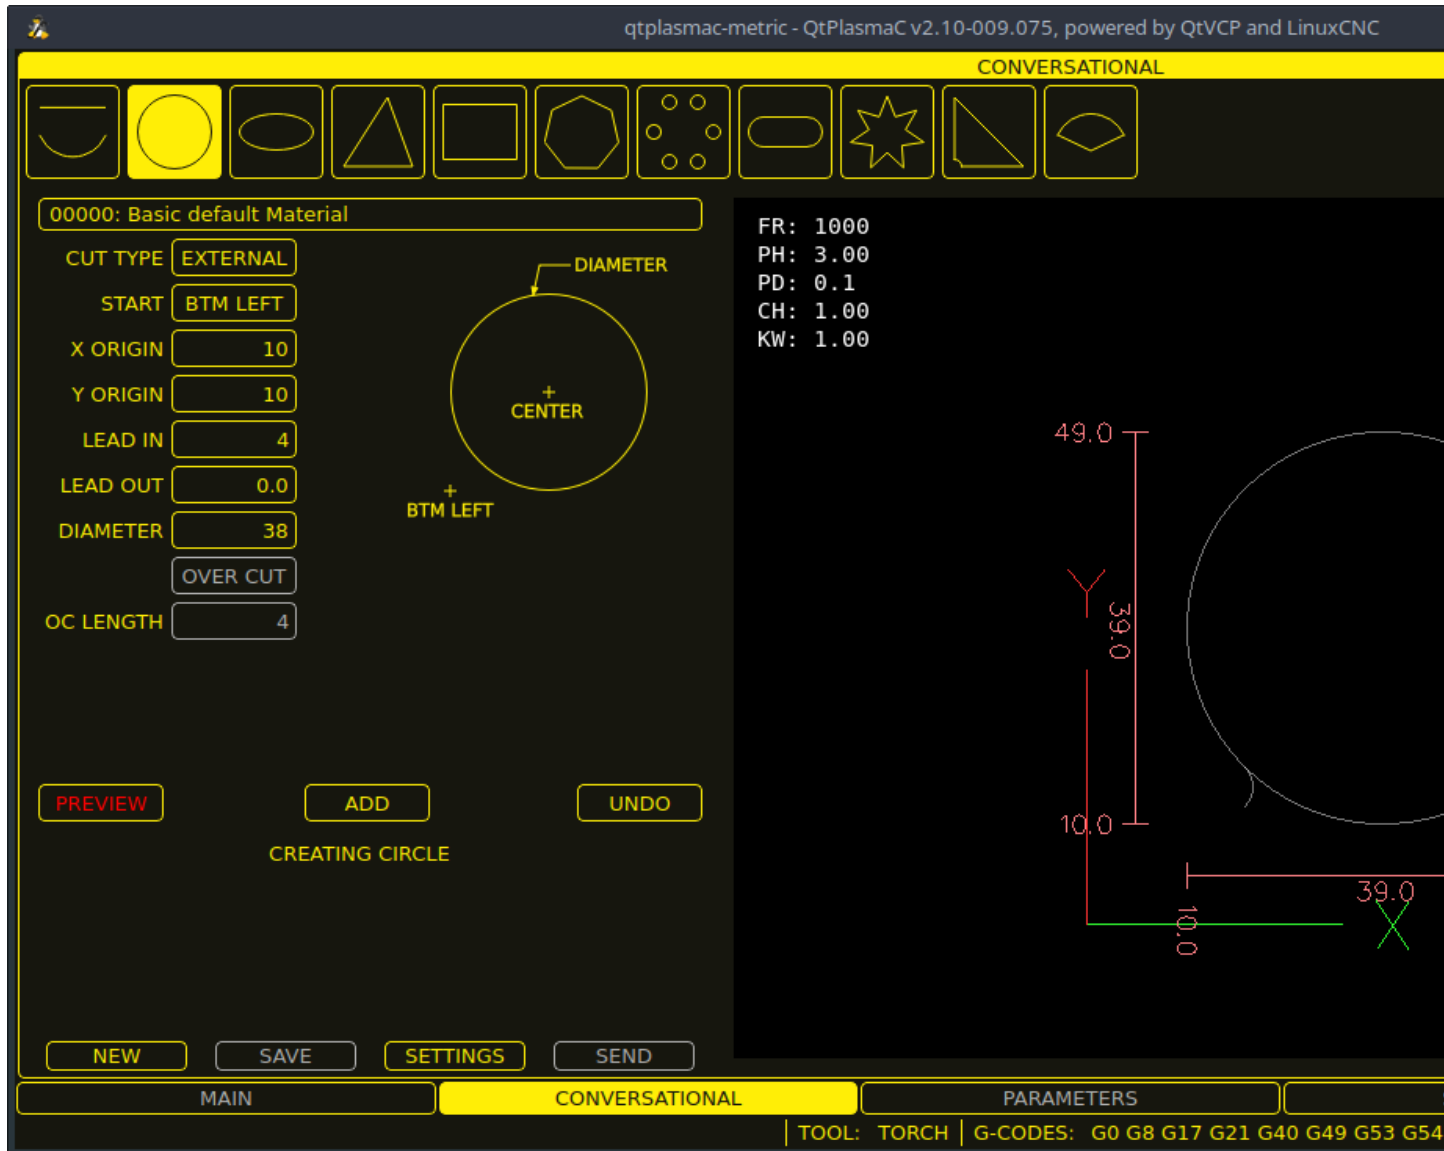 qtplasmac-metric - QtPlasmaC v2.10-009.075, powered by QtVCP and LinuxCNC
CONVERSATIONAL
00000: Basic default Material
CUT TYPE EXTERNAL
START BTM LEFT
X ORIGIN 10
Y ORIGIN 10
LEAD IN 4
LEAD OUT 0.0
DIAMETER 38
OVER CUT
OC LENGTH 4
DIAMETER
CENTER
BTM LEFT
PREVIEW ADD UNDO
CREATING CIRCLE
NEW SAVE SETTINGS SEND
FR: 1000
PH: 3.00
PD: 0.1
CH: 1.00
KW: 1.00
49.0
Y
39.0
10.0
39.0
10.0
X
MAIN CONVERSATIONAL PARAMETERS
TOOL: TORCH G-CODES: G0 G8 G17 G21 G40 G49 G53 G54